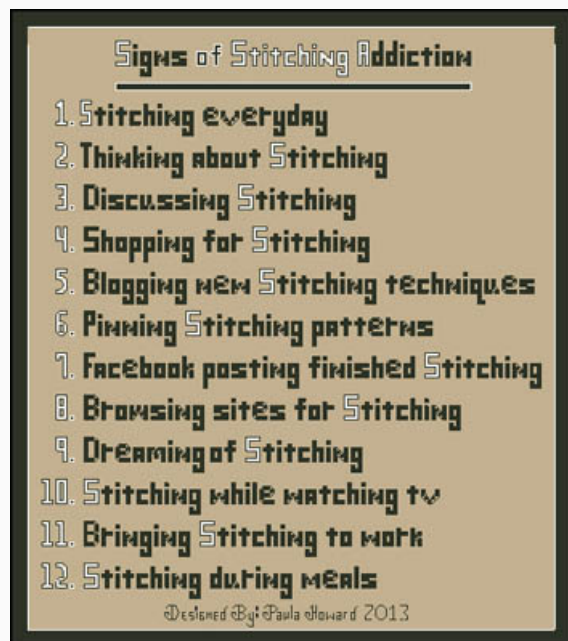 Signs of Stitching Addiction
1. Stitching everyday
2. Thinking about Stitching
3. Discussing Stitching
4. Shopping for Stitching
5. Blogging new Stitching techniques
6. Pinning Stitching patterns
7. Facebook posting finished Stitching
8. Browsing sites for Stitching
9. Dreaming of Stitching
10. Stitching while watching tv
11. Bringing Stitching to work
12. Stitching during meals
Designed By: Paula Howard 2013